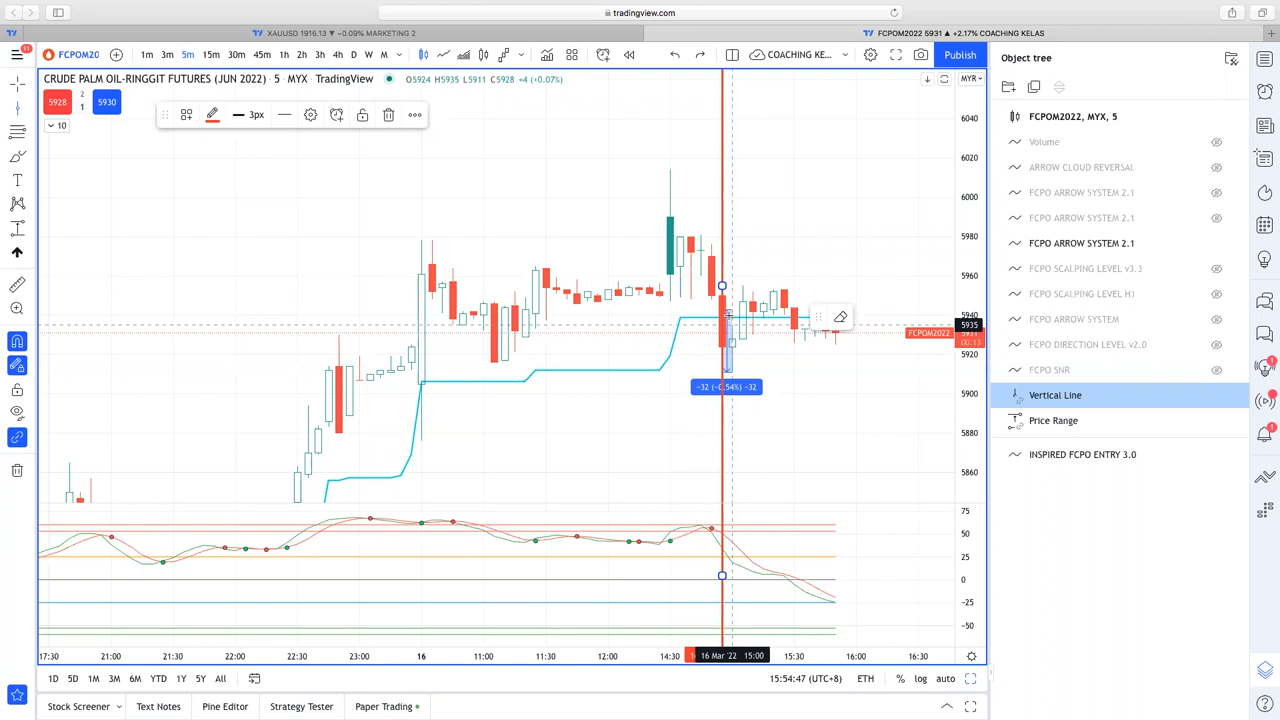 tradingview.com
XAUUSD 1916.13 ▼ −0.09% MARKETING 2
FCPOM2022 5931 ▲ +2.17% COACHING KELAS
11
FCPOM20
1m 3m 5m 15m 30m 45m 1h 2h 3h 4h D W M
COACHING KE...
Publish
Object tree
CRUDE PALM OIL-RINGGIT FUTURES (JUN 2022) · 5 · MYX · TradingView
O5924 H5935 L5911 C5928 +4 (+0.07%)
MYR
5928
2
1
5930
3px
10
6040
6020
6000
5980
5960
5940
5935
FCPOM2022
5931
00:13
5920
5900
5880
5860
−32 (−0.54%) −32
75
50
25
0
−25
−50
17:30 21:00 21:30 22:00 22:30 23:00 16 11:00 11:30 12:00 14:30 16 Mar '22 15:00 15:30 16:00 16:30
FCPOM2022, MYX, 5
Volume
ARROW CLOUD REVERSAL
FCPO ARROW SYSTEM 2.1
FCPO ARROW SYSTEM 2.1
FCPO ARROW SYSTEM 2.1
FCPO SCALPING LEVEL v3.3
FCPO SCALPING LEVEL H1
FCPO ARROW SYSTEM
FCPO DIRECTION LEVEL v2.0
FCPO SNR
Vertical Line
Price Range
INSPIRED FCPO ENTRY 3.0
1
1
1D 5D 1M 3M 6M YTD 1Y 5Y All
15:54:47 (UTC+8)
ETH
% log auto
Stock Screener
Text Notes
Pine Editor
Strategy Tester
Paper Trading